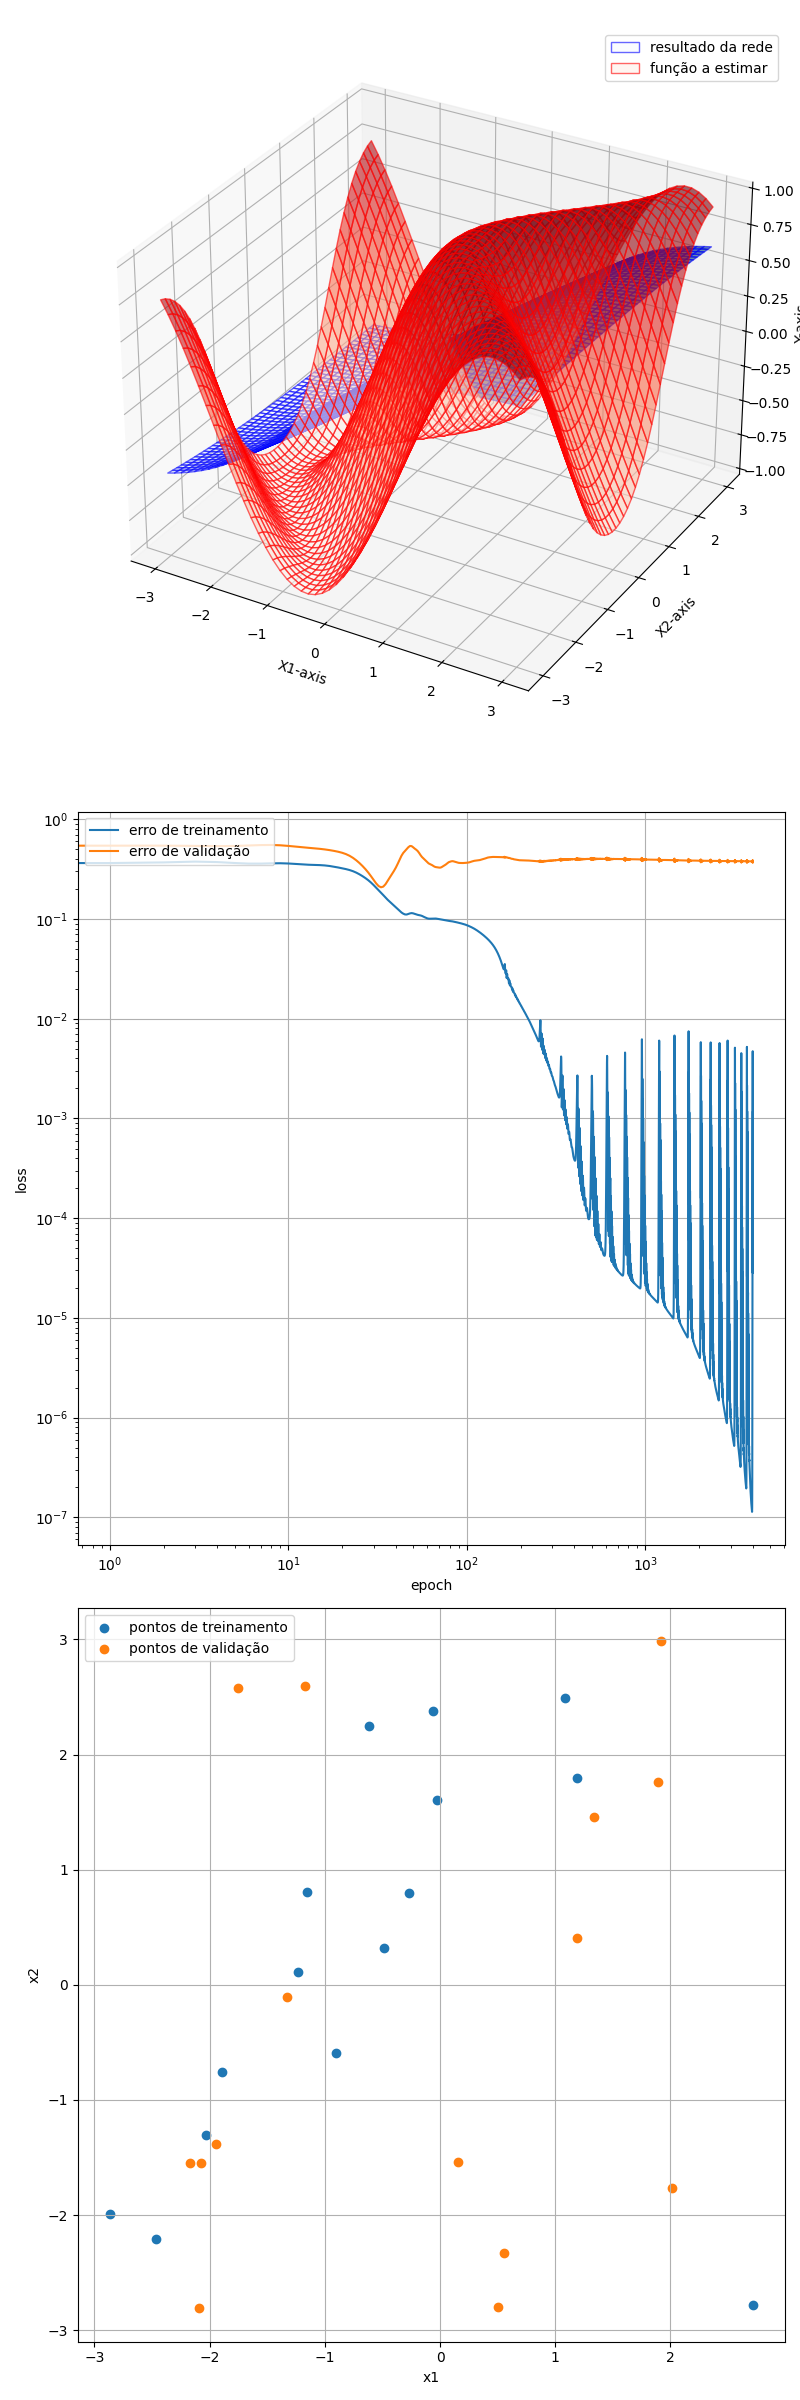 resultado da rede
função a estimar
1.00
0.75
0.50
0.25
0.00
−0.25
−0.50
−0.75
−1.00
−3
−2
−1
0
1
2
3
X1-axis
−3
−2
−1
0
1
2
3
X2-axis
erro de treinamento
erro de validação
10⁰
10⁻¹
10⁻²
10⁻³
10⁻⁴
10⁻⁵
10⁻⁶
10⁻⁷
loss
10⁰ 10¹ 10² 10³
epoch
pontos de treinamento
pontos de validação
3
2
1
0
−1
−2
−3
x2
−3 −2 −1 0 1 2
x1